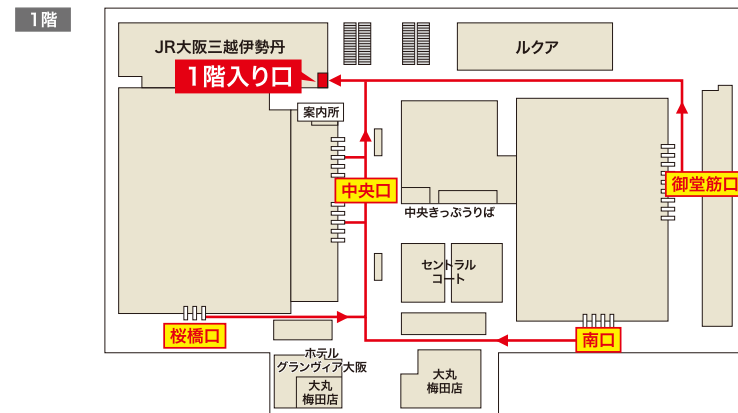 1階
JR大阪三越伊勢丹
ルクア
1階入り口
案内所
中央口
御堂筋口
中央きっぷうりば
セントラル
コート
桜橋口
南口
ホテル
グランヴィア大阪
大丸
梅田店
大丸
梅田店